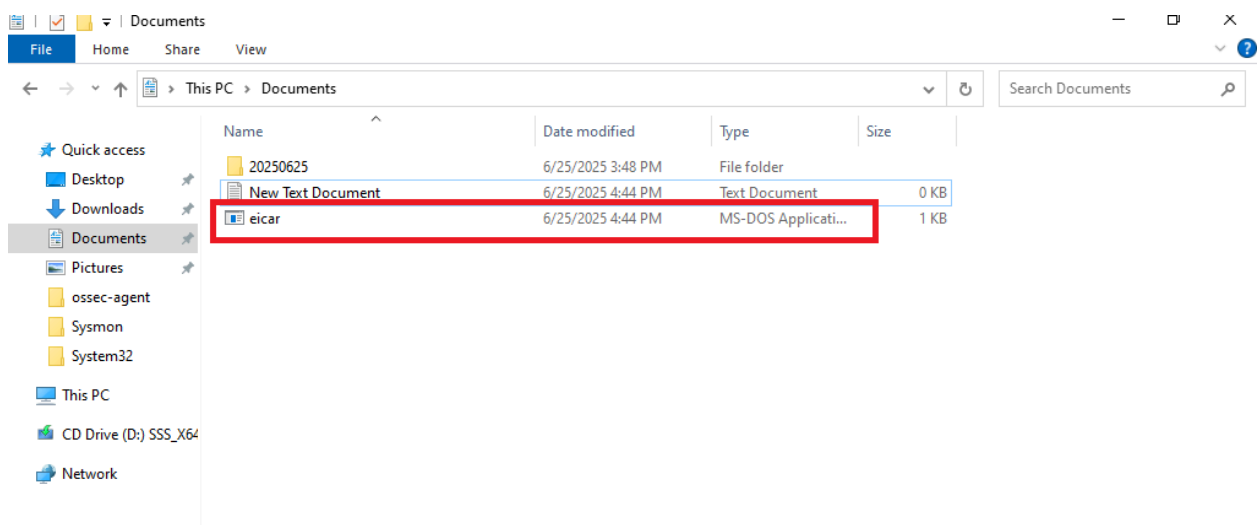 Documents
File Home Share View
This PC > Documents
Search Documents
Name Date modified Type Size
Quick access
Desktop
Downloads
Documents
Pictures
ossec-agent
Sysmon
System32
This PC
CD Drive (D:) SSS_X64
Network
20250625 6/25/2025 3:48 PM File folder
New Text Document 6/25/2025 4:44 PM Text Document 0 KB
eicar 6/25/2025 4:44 PM MS-DOS Applicati... 1 KB